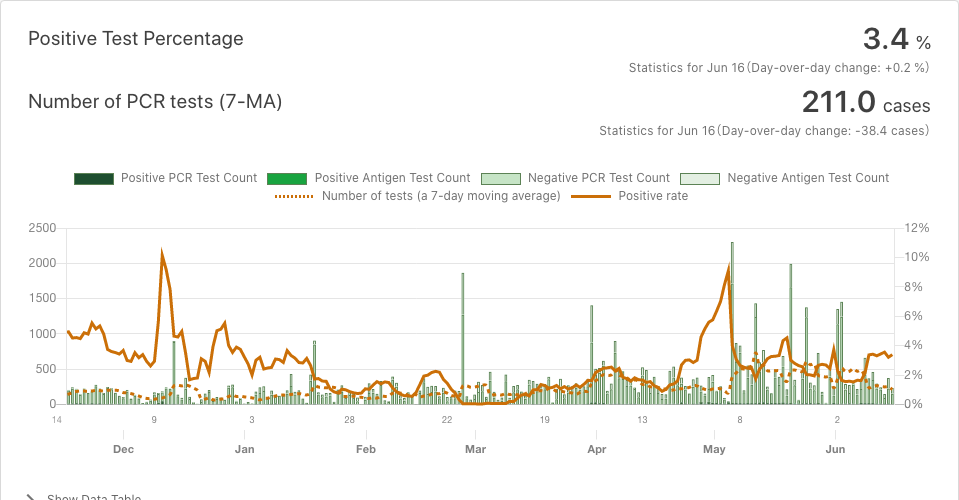 Positive Test Percentage
3.4 %
Statistics for Jun 16(Day-over-day change: +0.2 %)
Number of PCR tests (7-MA)
211.0 cases
Statistics for Jun 16(Day-over-day change: -38.4 cases)
Positive PCR Test Count Positive Antigen Test Count Negative PCR Test Count Negative Antigen Test Count
Number of tests (a 7-day moving average) Positive rate
2500 12%
2000 10%
8%
1500
6%
1000
4%
500
2%
0 0%
14 9 3 28 22 19 13 8 2
Dec Jan Feb Mar Apr May Jun
Show Data Table